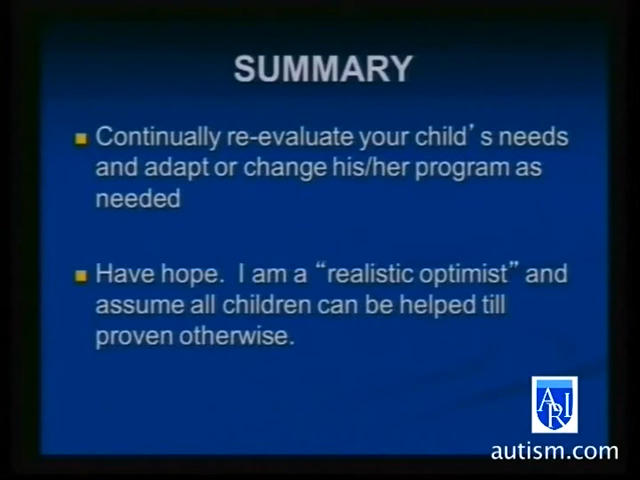 SUMMARY
Continually re-evaluate your child's needs
and adapt or change his/her program as
needed
Have hope. I am a “realistic optimist” and
assume all children can be helped till
proven otherwise.
ARI
autism.com